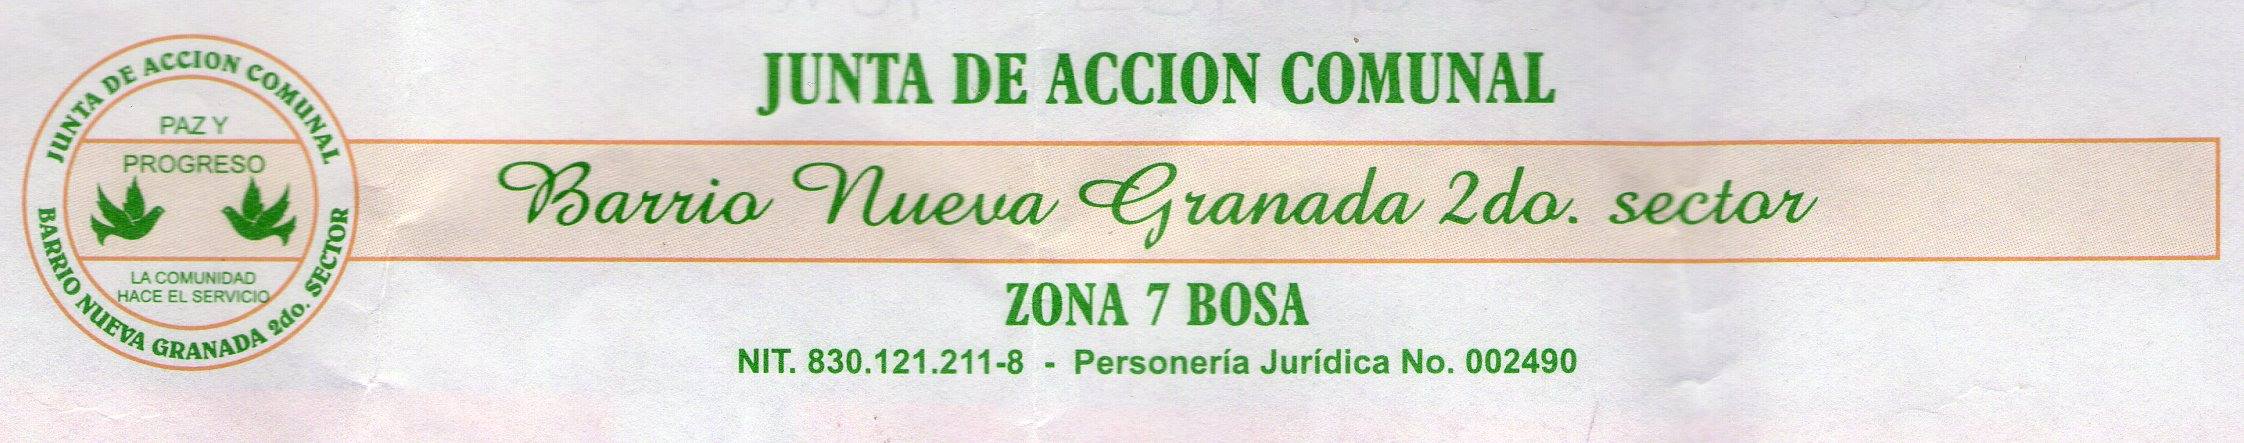 JUNTA DE ACCION COMUNAL
PAZ Y
PROGRESO
LA COMUNIDAD
HACE EL SERVICIO
BARRIO NUEVA GRANADA 2do. SECTOR
JUNTA DE ACCION COMUNAL
Barrio Nueva Granada 2do. sector
ZONA 7 BOSA
NIT. 830.121.211-8 - Personería Jurídica No. 002490